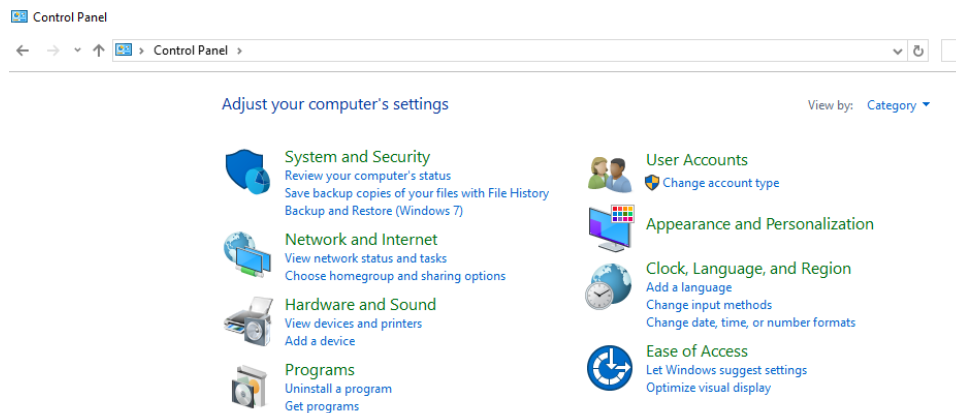 Control Panel
Control Panel
Adjust your computer's settings
View by: Category
System and Security
Review your computer's status
Save backup copies of your files with File History
Backup and Restore (Windows 7)
Network and Internet
View network status and tasks
Choose homegroup and sharing options
Hardware and Sound
View devices and printers
Add a device
Programs
Uninstall a program
Get programs
User Accounts
Change account type
Appearance and Personalization
Clock, Language, and Region
Add a language
Change input methods
Change date, time, or number formats
Ease of Access
Let Windows suggest settings
Optimize visual display